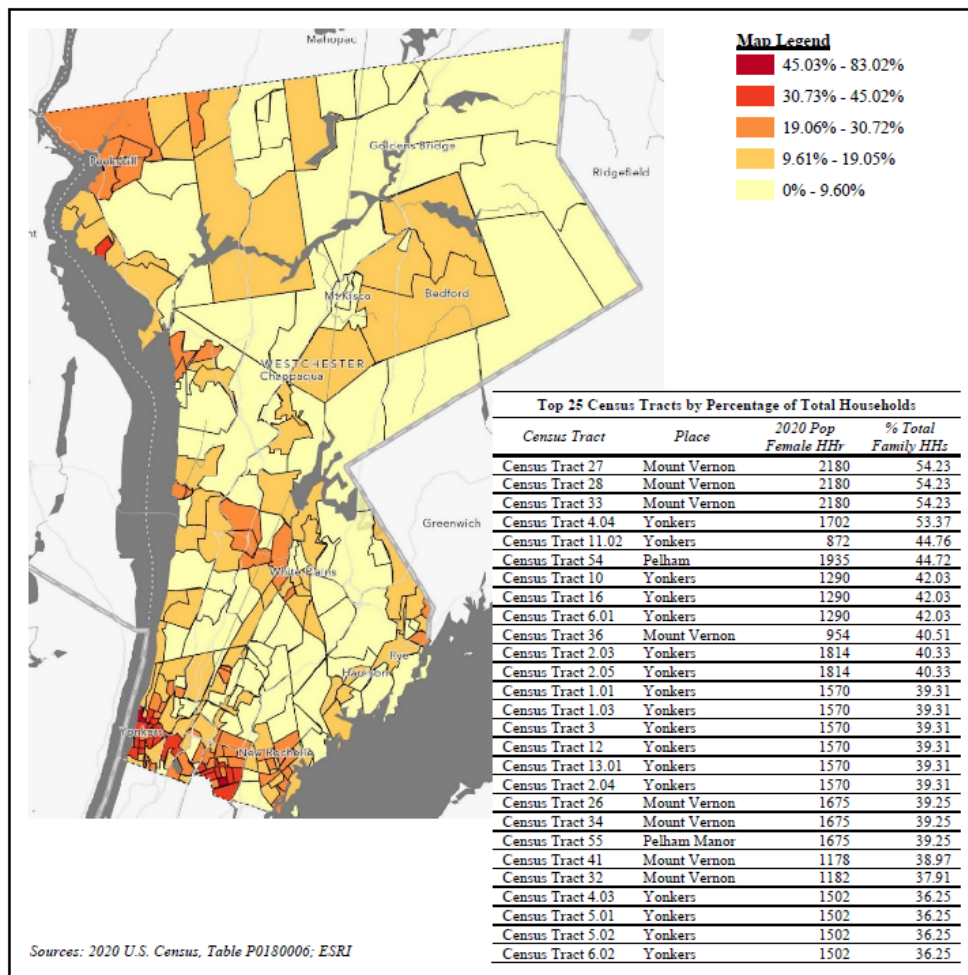 Mahopac
Map Legend
45.03% - 83.02%
30.73% - 45.02%
19.06% - 30.72%
9.61% - 19.05%
0% - 9.60%
Goldens Bridge
Peekskill
Ridgefield
nt
Mt Kisco
Bedford
WESTCHESTER
Chappaqua
Greenwich
White Plains
Rye
Harrison
Yonkers
New Rochelle
Top 25 Census Tracts by Percentage of Total Households
Census Tract Place 2020 Pop Female HHr % Total Family HHs
Census Tract 27 Mount Vernon 2180 54.23
Census Tract 28 Mount Vernon 2180 54.23
Census Tract 33 Mount Vernon 2180 54.23
Census Tract 4.04 Yonkers 1702 53.37
Census Tract 11.02 Yonkers 872 44.76
Census Tract 54 Pelham 1935 44.72
Census Tract 10 Yonkers 1290 42.03
Census Tract 16 Yonkers 1290 42.03
Census Tract 6.01 Yonkers 1290 42.03
Census Tract 36 Mount Vernon 954 40.51
Census Tract 2.03 Yonkers 1814 40.33
Census Tract 2.05 Yonkers 1814 40.33
Census Tract 1.01 Yonkers 1570 39.31
Census Tract 1.03 Yonkers 1570 39.31
Census Tract 3 Yonkers 1570 39.31
Census Tract 12 Yonkers 1570 39.31
Census Tract 13.01 Yonkers 1570 39.31
Census Tract 2.04 Yonkers 1570 39.31
Census Tract 26 Mount Vernon 1675 39.25
Census Tract 34 Mount Vernon 1675 39.25
Census Tract 55 Pelham Manor 1675 39.25
Census Tract 41 Mount Vernon 1178 38.97
Census Tract 32 Mount Vernon 1182 37.91
Census Tract 4.03 Yonkers 1502 36.25
Census Tract 5.01 Yonkers 1502 36.25
Census Tract 5.02 Yonkers 1502 36.25
Census Tract 6.02 Yonkers 1502 36.25
Sources: 2020 U.S. Census, Table P0180006; ESRI